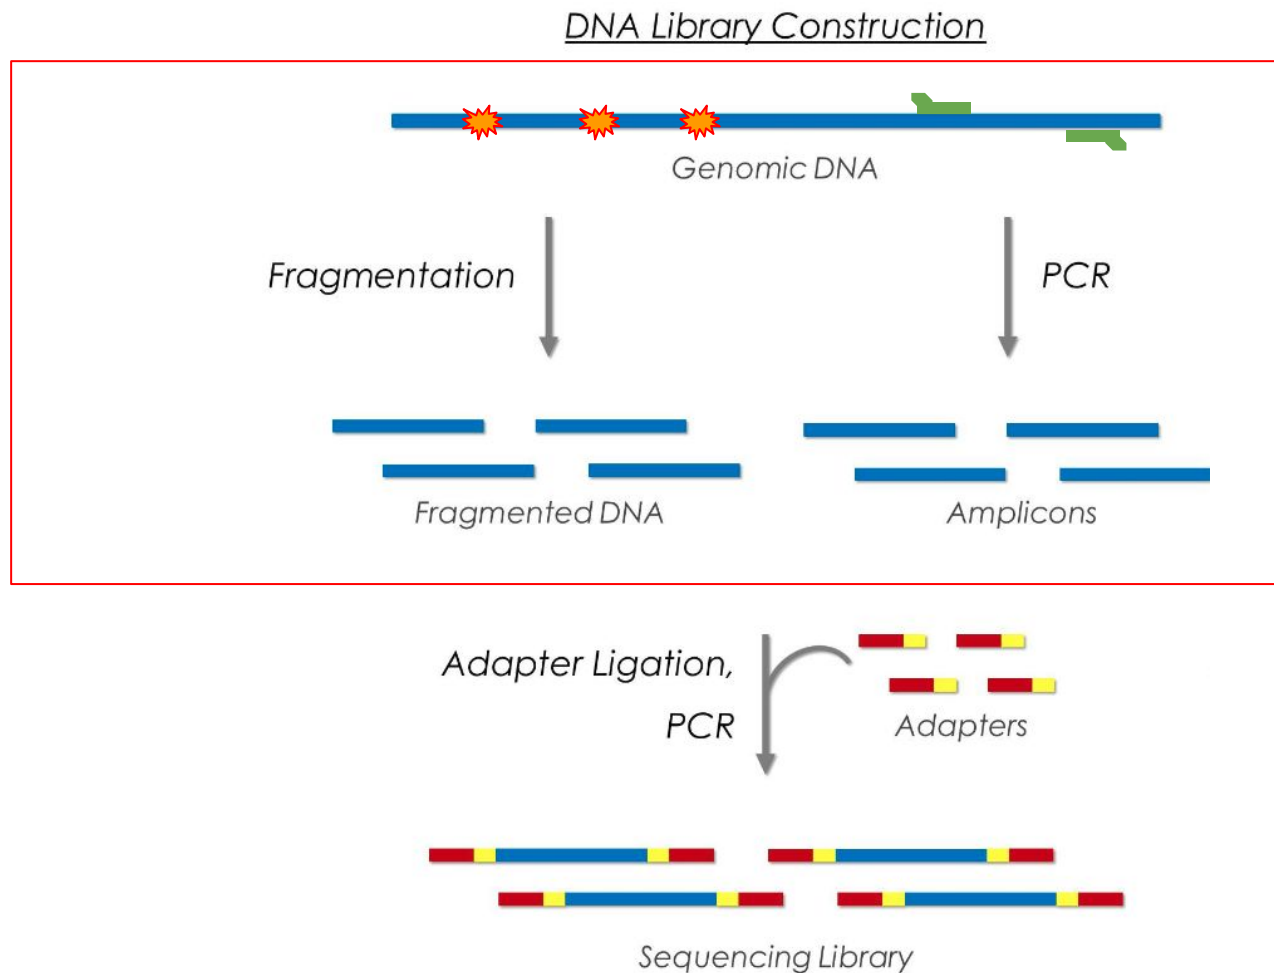 DNA Library Construction
Genomic DNA
Fragmentation
PCR
Fragmented DNA
Amplicons
Adapter Ligation,
PCR
Adapters
Sequencing Library